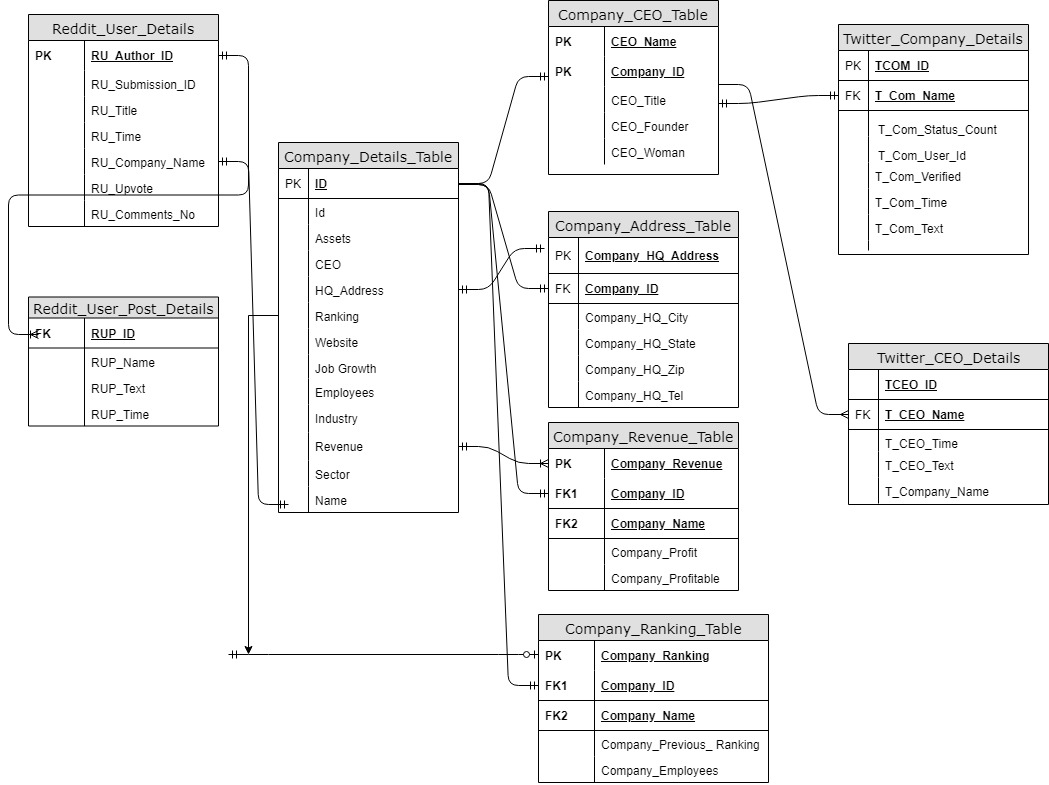 Reddit_User_Details
PK RU_Author_ID
RU_Submission_ID
RU_Title
RU_Time
RU_Company_Name
RU_Upvote
RU_Comments_No
Reddit_User_Post_Details
FK RUP_ID
RUP_Name
RUP_Text
RUP_Time
Company_Details_Table
PK ID
Id
Assets
CEO
HQ_Address
Ranking
Website
Job Growth
Employees
Industry
Revenue
Sector
Name
Company_CEO_Table
PK CEO_Name
PK Company_ID
CEO_Title
CEO_Founder
CEO_Woman
Company_Address_Table
PK Company_HQ_Address
FK Company_ID
Company_HQ_City
Company_HQ_State
Company_HQ_Zip
Company_HQ_Tel
Company_Revenue_Table
PK Company_Revenue
FK1 Company_ID
FK2 Company_Name
Company_Profit
Company_Profitable
Company_Ranking_Table
PK Company_Ranking
FK1 Company_ID
FK2 Company_Name
Company_Previous_ Ranking
Company_Employees
Twitter_Company_Details
PK TCOM_ID
FK T_Com_Name
T_Com_Status_Count
T_Com_User_Id
T_Com_Verified
T_Com_Time
T_Com_Text
Twitter_CEO_Details
TCEO_ID
FK T_CEO_Name
T_CEO_Time
T_CEO_Text
T_Company_Name